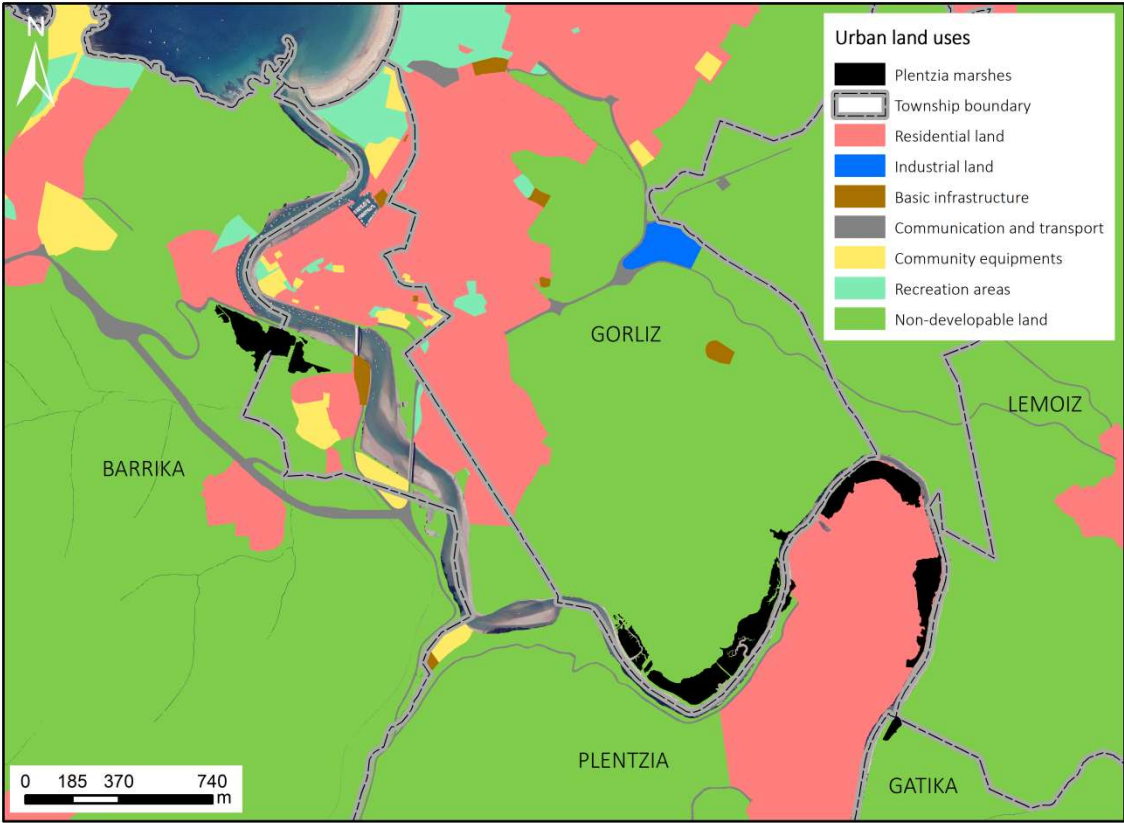 N
Urban land uses
Plentzia marshes
Township boundary
Residential land
Industrial land
Basic infrastructure
Communication and transport
Community equipments
Recreation areas
Non-developable land
GORLIZ
LEMOIZ
BARRIKA
PLENTZIA
GATIKA
0 185 370 740
m